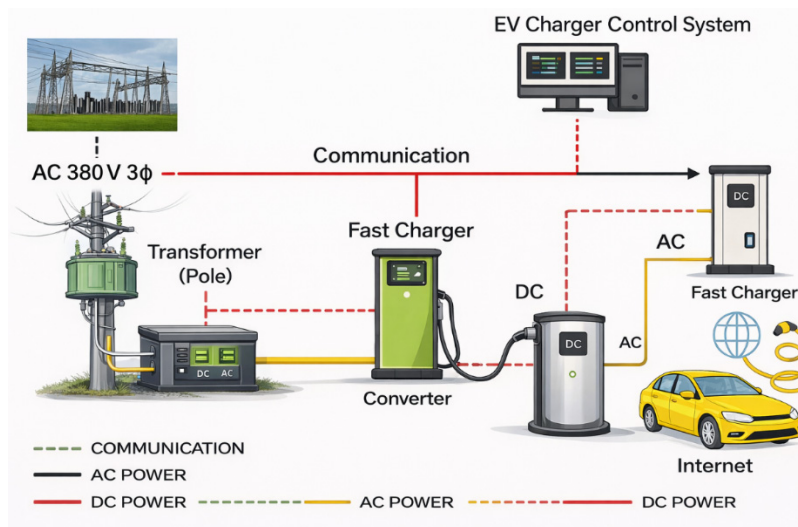 EV Charger Control System
Communication
AC 380 V 3ϕ
DC
Transformer
(Pole)
Fast Charger
AC
DC
Fast Charger
DC
AC
DC AC
Converter
Internet
COMMUNICATION
AC POWER
DC POWER AC POWER DC POWER